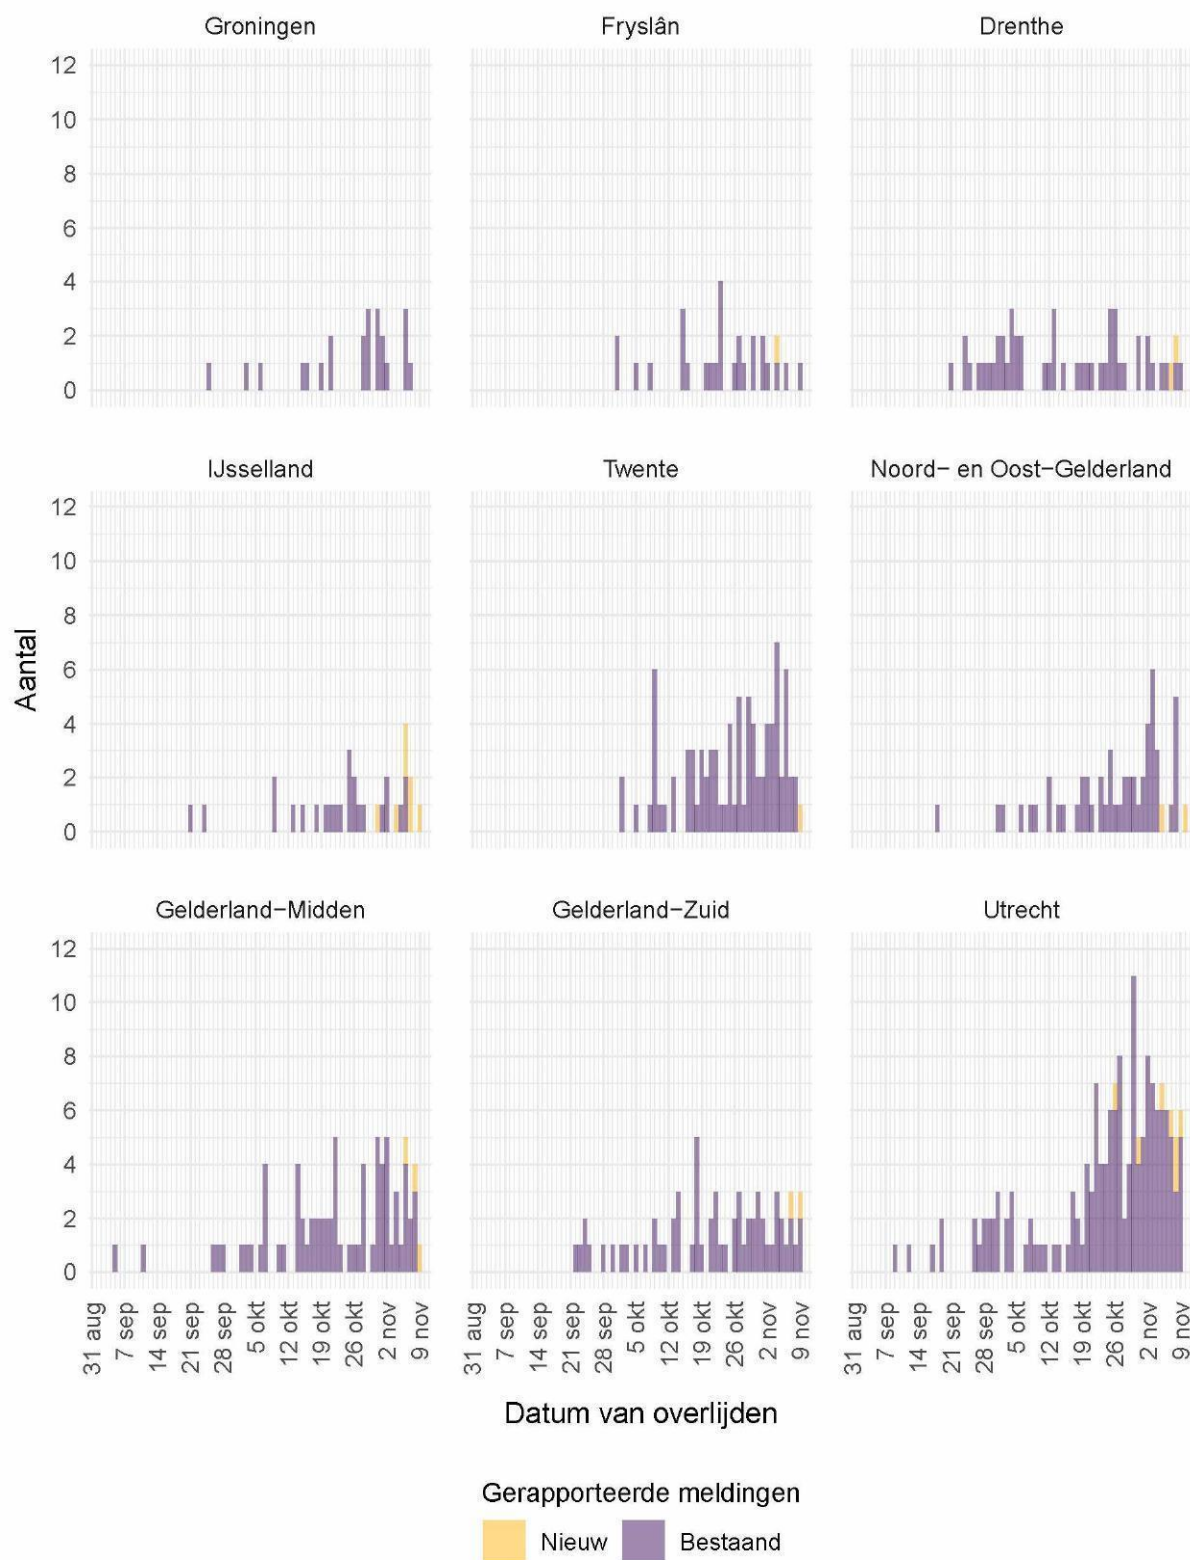 Groningen Fryslân Drenthe
12
10
8
6
4
2
0
IJsselland Twente Noord- en Oost-Gelderland
12
10
8
6
4
2
0
Aantal
Gelderland-Midden Gelderland-Zuid Utrecht
12
10
8
6
4
2
0
31 aug 7 sep 14 sep 21 sep 28 sep 5 okt 12 okt 19 okt 26 okt 2 nov 9 nov 31 aug 7 sep 14 sep 21 sep 28 sep 5 okt 12 okt 19 okt 26 okt 2 nov 9 nov 31 aug 7 sep 14 sep 21 sep 28 sep 5 okt 12 okt 19 okt 26 okt 2 nov 9 nov
Datum van overlijden
Gerapporteerde meldingen
Nieuw Bestaand